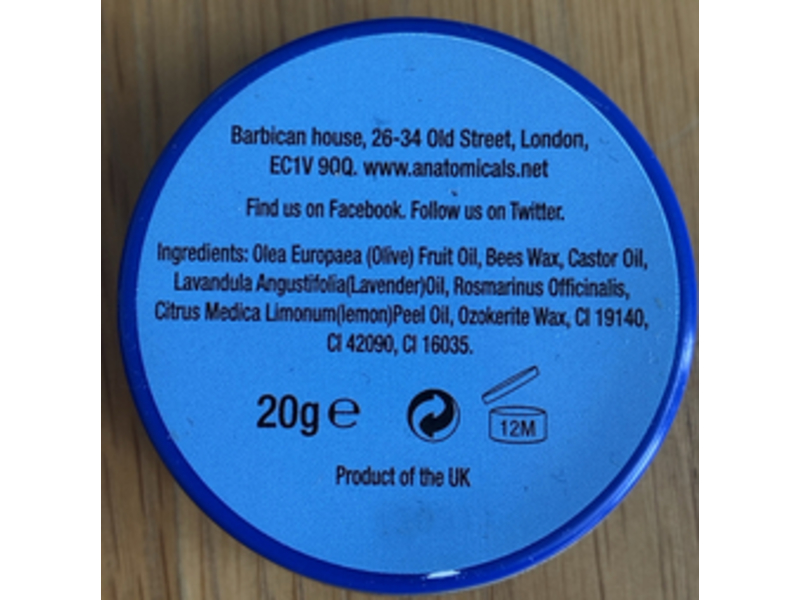 Barbican house, 26-34 Old Street, London,
EC1V 9QQ. www.anatomicals.net
Find us on Facebook. Follow us on Twitter.
Ingredients: Olea Europaea (Olive) Fruit Oil, Bees Wax, Castor Oil,
Lavandula Angustifolia(Lavender)Oil, Rosmarinus Officinalis,
Citrus Medica Limonum(lemon)Peel Oil, Ozokerite Wax, CI 19140,
CI 42090, CI 16035.
20g ℮ 12M
Product of the UK